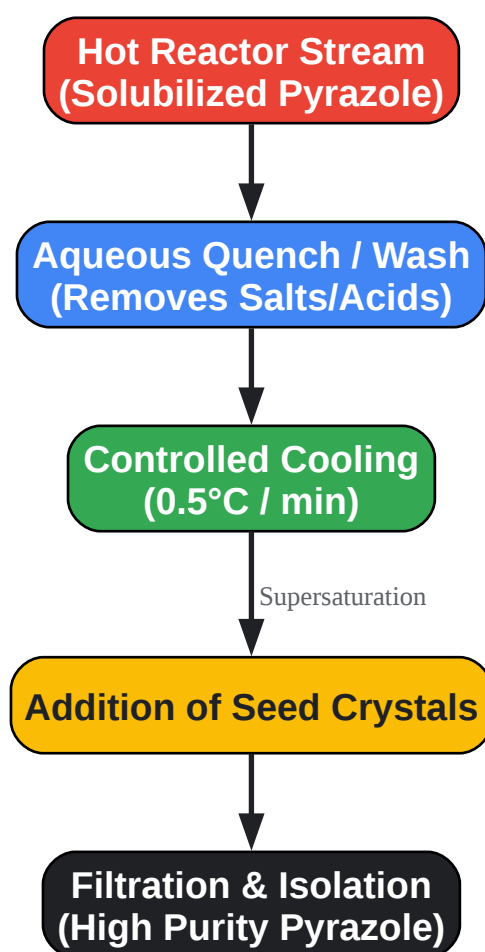 Hot Reactor Stream
(Solubilized Pyrazole)
Aqueous Quench / Wash
(Removes Salts/Acids)
Controlled Cooling
(0.5°C / min)
Supersaturation
Addition of Seed Crystals
Filtration & Isolation
(High Purity Pyrazole)